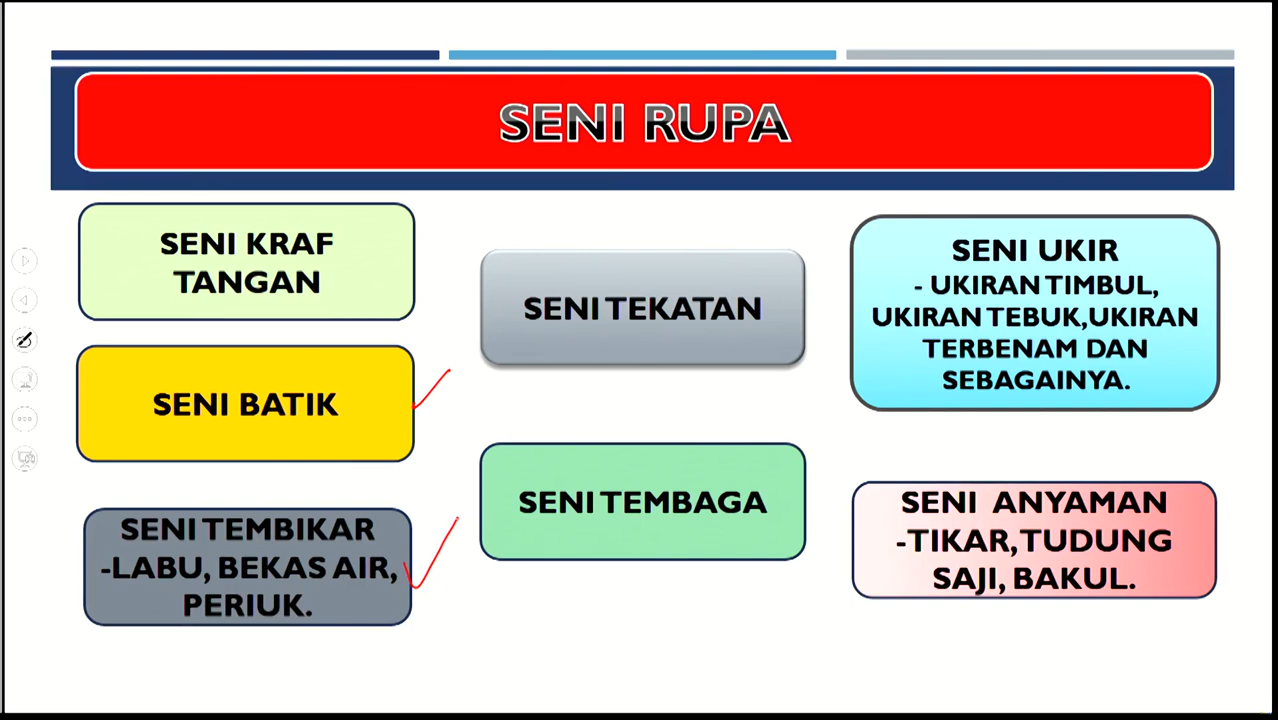 SENI RUPA
SENI KRAF
TANGAN
SENI BATIK
SENI TEMBIKAR
-LABU, BEKAS AIR,
PERIUK.
SENI TEKATAN
SENI TEMBAGA
SENI UKIR
- UKIRAN TIMBUL,
UKIRAN TEBUK,UKIRAN
TERBENAM DAN
SEBAGAINYA.
SENI ANYAMAN
-TIKAR, TUDUNG
SAJI, BAKUL.